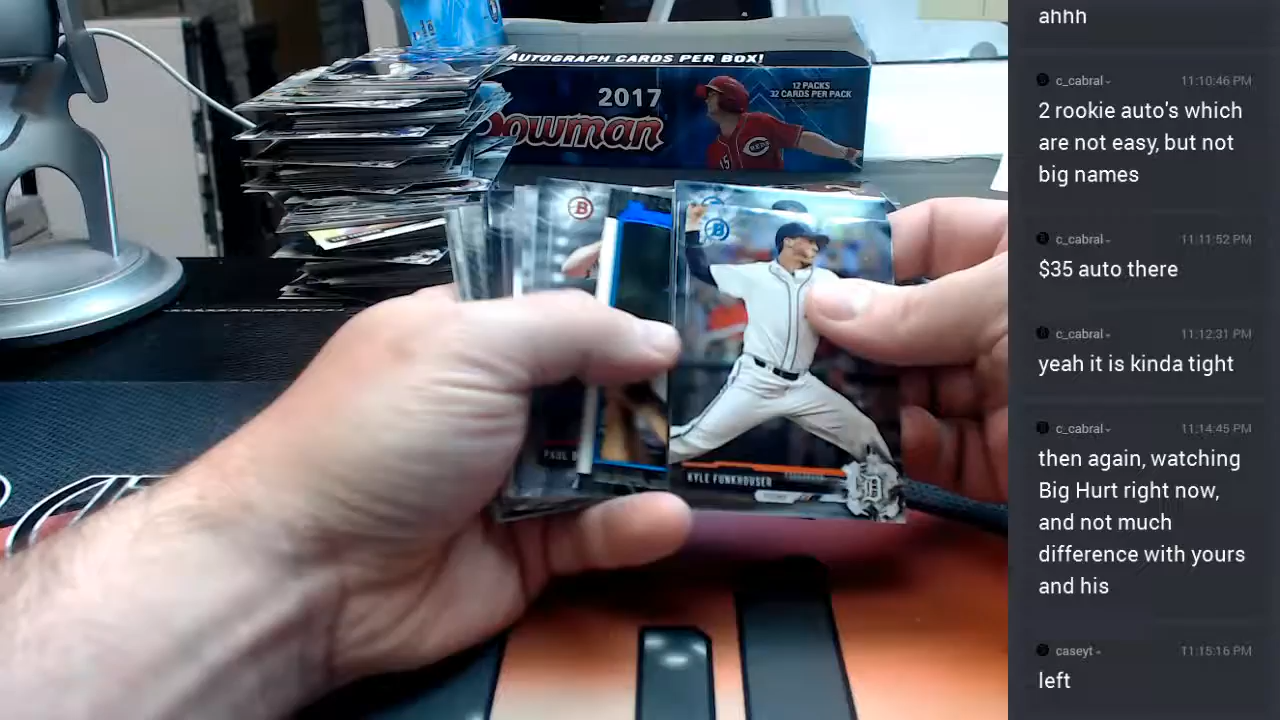 AUTOGRAPH CARDS PER BOX!
2017
Bowman
12 PACKS
32 CARDS PER PACK
REDS
15
B
B
PAUL
KYLE FUNKHOUSER
D
ahhh
c_cabral 11:10:46 PM
2 rookie auto's which
are not easy, but not
big names
c_cabral 11:11:52 PM
$35 auto there
c_cabral 11:12:31 PM
yeah it is kinda tight
c_cabral 11:14:45 PM
then again, watching
Big Hurt right now,
and not much
difference with yours
and his
caseyt 11:15:16 PM
left